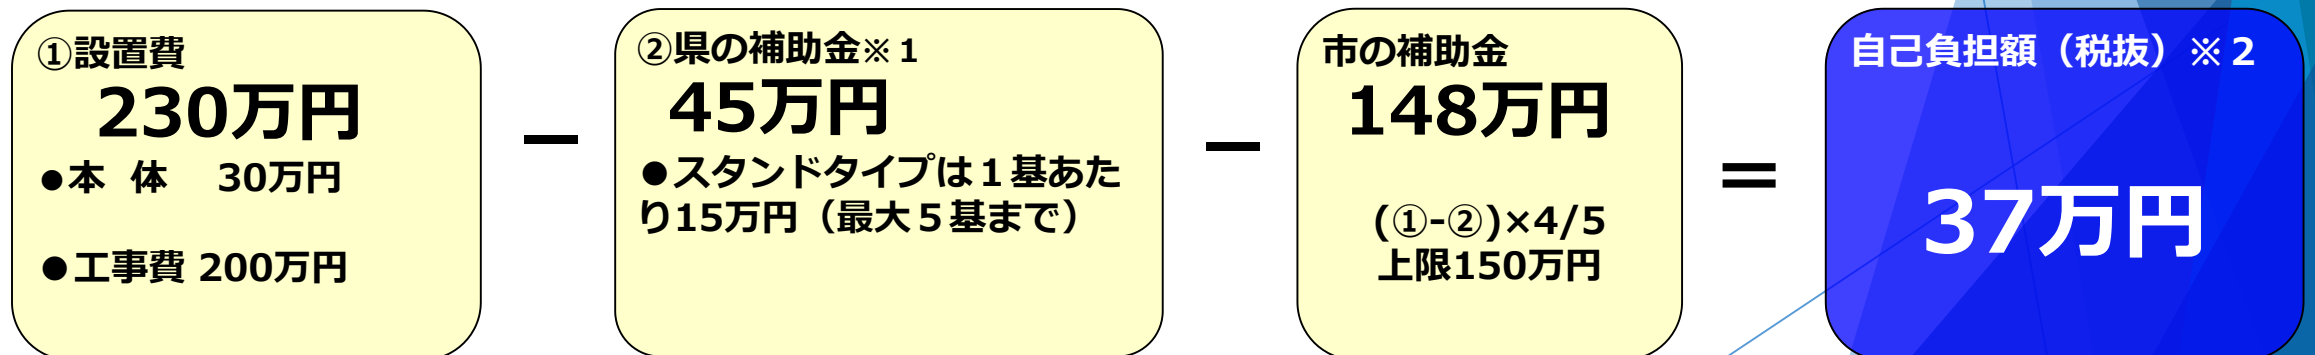 ①設置費
230万円
●本 体 30万円
●工事費 200万円
－
②県の補助金※１
45万円
●スタンドタイプは１基あた
り15万円（最大５基まで）
－
市の補助金
148万円
(①-②)×4/5
上限150万円
＝
自己負担額（税抜）※２
37万円